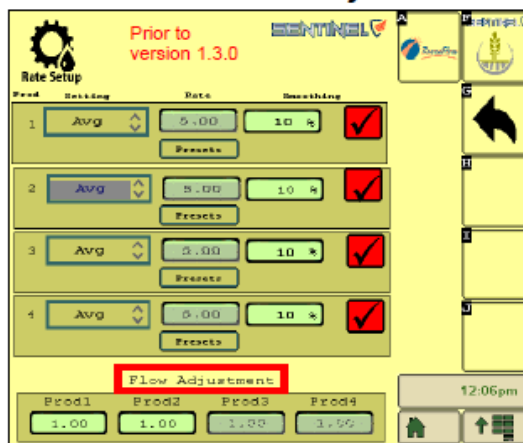 Prior to
version 1.3.0
SENTINEL
Rate Setup
Prod Setting Rate Smoothing
1 Avg 5.00 10 %
Presets
2 Avg 5.00 10 %
Presets
3 Avg 5.00 10 %
Presets
4 Avg 5.00 10 %
Presets
Flow Adjustment
Prod1 Prod2 Prod3 Prod4
1.00 1.00 1.00 1.00
A
G
H
I
J
12:06pm